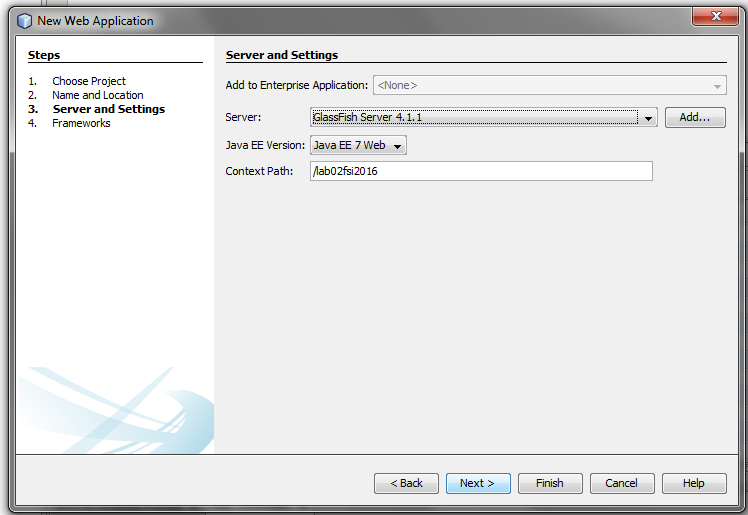 New Web Application
Steps
1. Choose Project
2. Name and Location
3. Server and Settings
4. Frameworks
Server and Settings
Add to Enterprise Application: <None>
Server: GlassFish Server 4.1.1 Add...
Java EE Version: Java EE 7 Web
Context Path: /lab02fsi2016
< Back Next > Finish Cancel Help